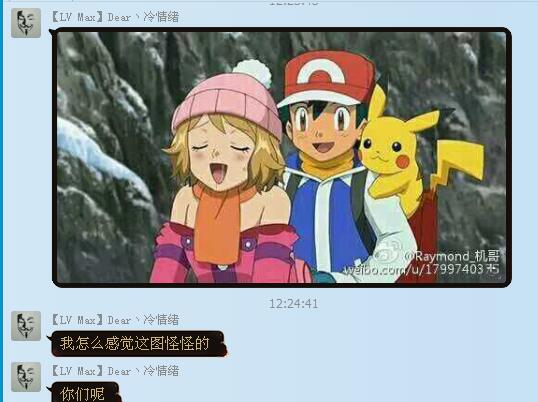 【LV Max】Dear丶冷情绪
@Raymond_机哥
weibo.com/u/1799740375
12:24:41
【LV Max】Dear丶冷情绪
我怎么感觉这图怪怪的
【LV Max】Dear丶冷情绪
你们呢